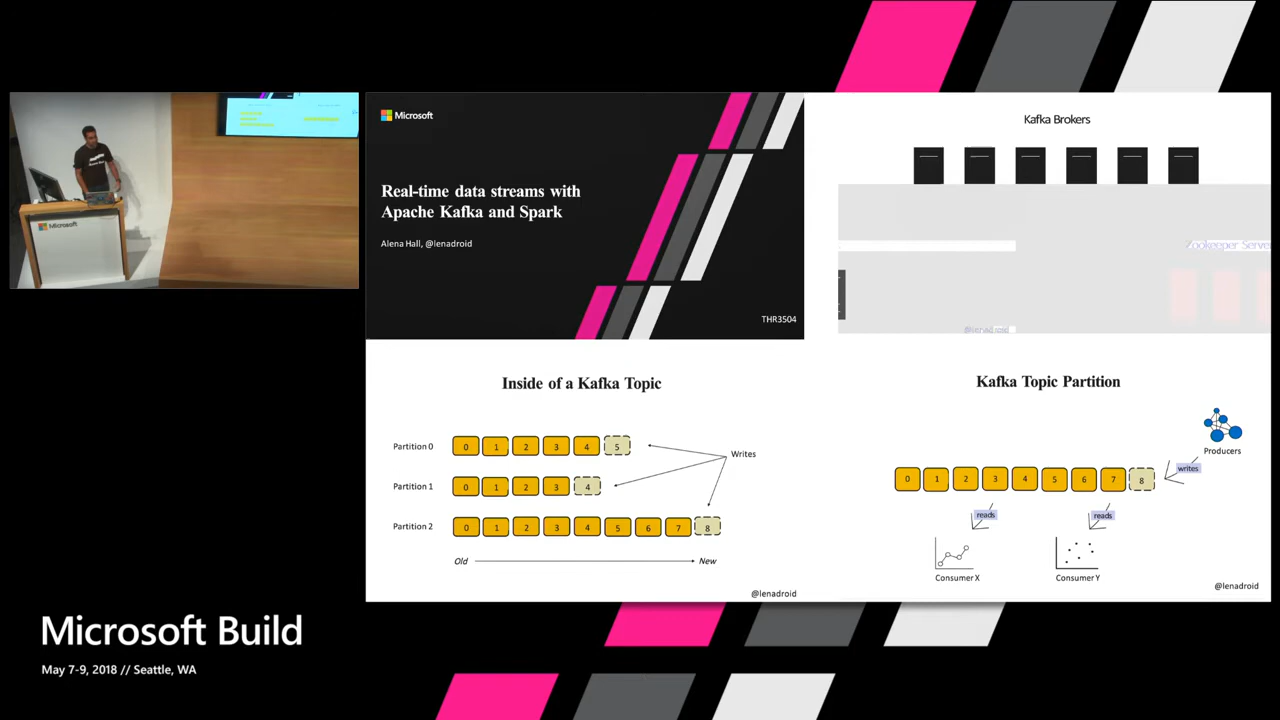 Microsoft
Microsoft
Real-time data streams with
Apache Kafka and Spark
Alena Hall, @lenadroid
THR3504
Kafka Brokers
Zookeeper Server
@lenadroid
Inside of a Kafka Topic
Partition 0
0 1 2 3 4 5
Writes
Partition 1
0 1 2 3 4
Partition 2
0 1 2 3 4 5 6 7 8
Old
New
@lenadroid
Kafka Topic Partition
Producers
writes
0 1 2 3 4 5 6 7 8
reads
reads
Consumer X
Consumer Y
@lenadroid
Microsoft Build
May 7-9, 2018 // Seattle, WA